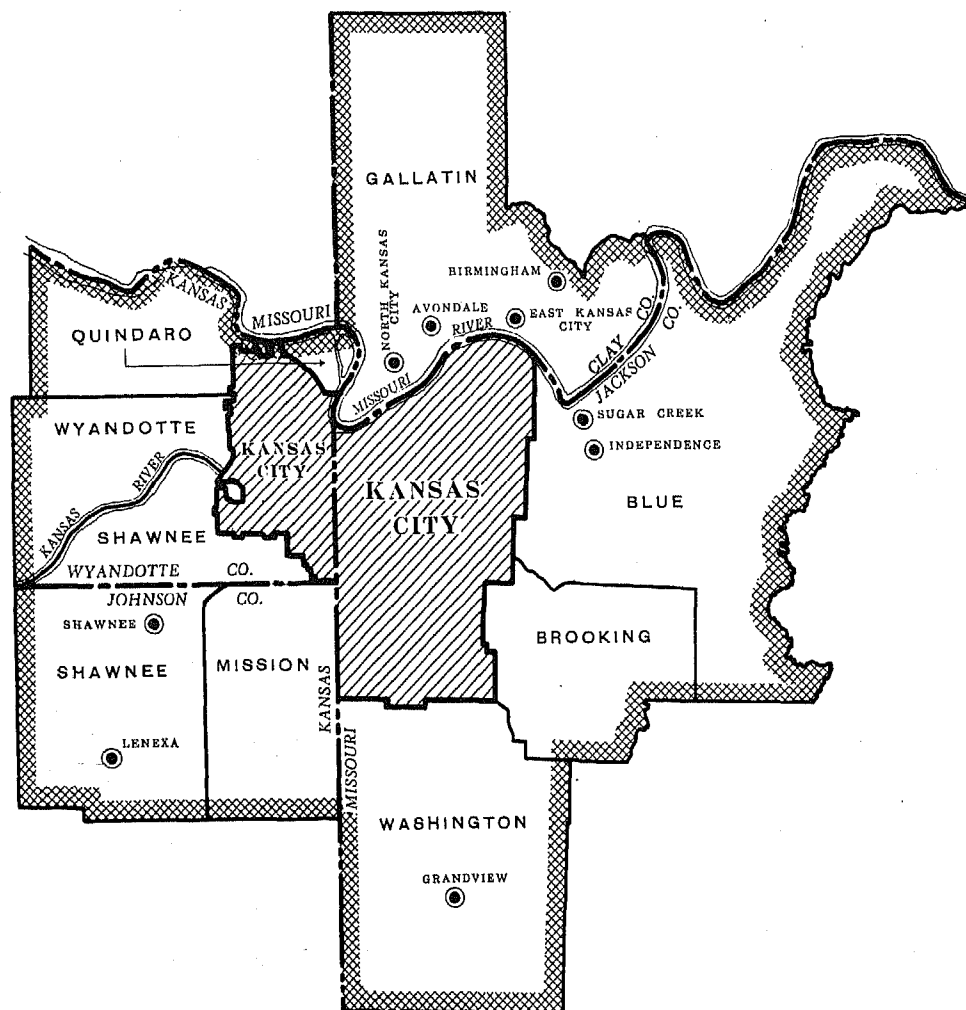 GALLATIN
NORTH KANSAS
CITY
BIRMINGHAM
AVONDALE
EAST KANSAS
CITY
RIVER
CLAY CO.
JACKSON CO.
KANSAS
MISSOURI
QUINDARO
MISSOURI
SUGAR CREEK
INDEPENDENCE
WYANDOTTE
KANSAS
CITY
KANSAS
CITY
BLUE
KANSAS RIVER
SHAWNEE
WYANDOTTE CO.
JOHNSON CO.
SHAWNEE
SHAWNEE
MISSION
BROOKING
KANSAS
MISSOURI
LENEXA
WASHINGTON
GRANDVIEW